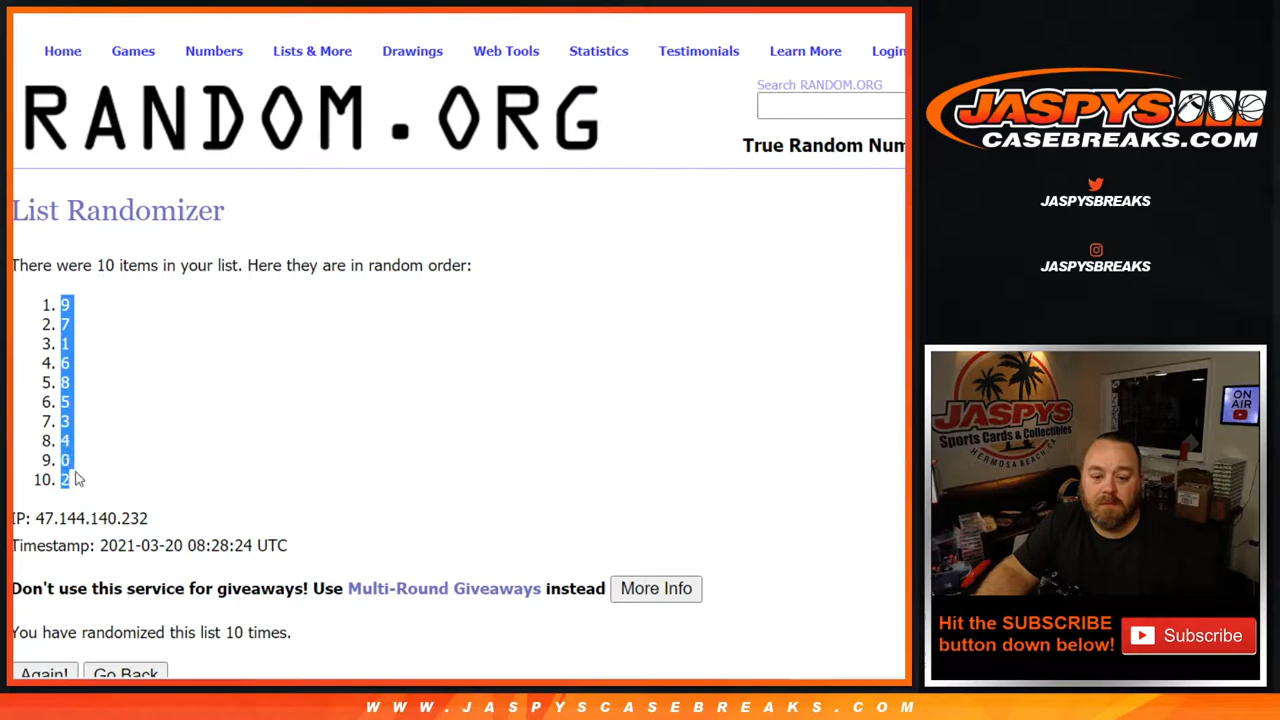 Home Games Numbers Lists & More Drawings Web Tools Statistics Testimonials Learn More Login
Search RANDOM.ORG
RANDOM.ORG
True Random Num
List Randomizer
There were 10 items in your list. Here they are in random order:
1. 9
2. 7
3. 1
4. 6
5. 8
6. 5
7. 3
8. 4
9. 0
10. 2
IP: 47.144.140.232
Timestamp: 2021-03-20 08:28:24 UTC
Don't use this service for giveaways! Use Multi-Round Giveaways instead More Info
You have randomized this list 10 times.
Again! Go Back
JASPYS
CASEBREAKS.COM
JASPYSBREAKS
JASPYSBREAKS
JASPYS
Sports Cards & Collectibles
HERMOSA BEACH, CA
ON AIR
Hit the SUBSCRIBE
button down below!
Subscribe
WWW.JASPYSCASEBREAKS.COM